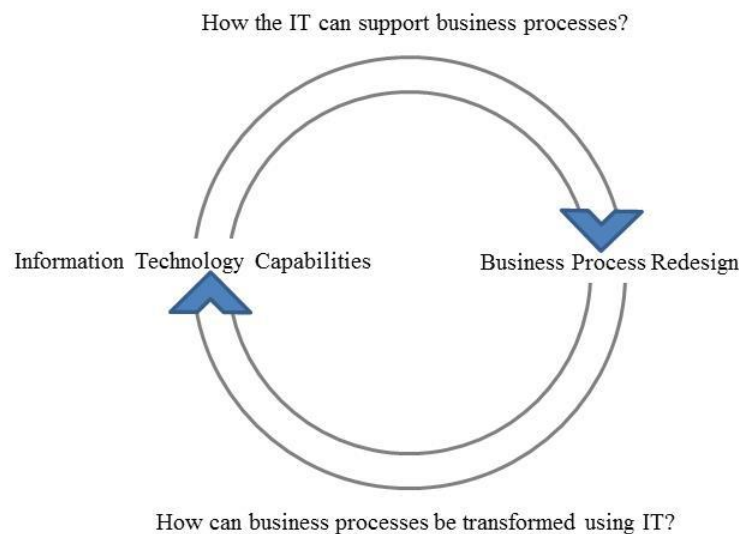 How the IT can support business processes?
Information Technology Capabilities
Business Process Redesign
How can business processes be transformed using IT?